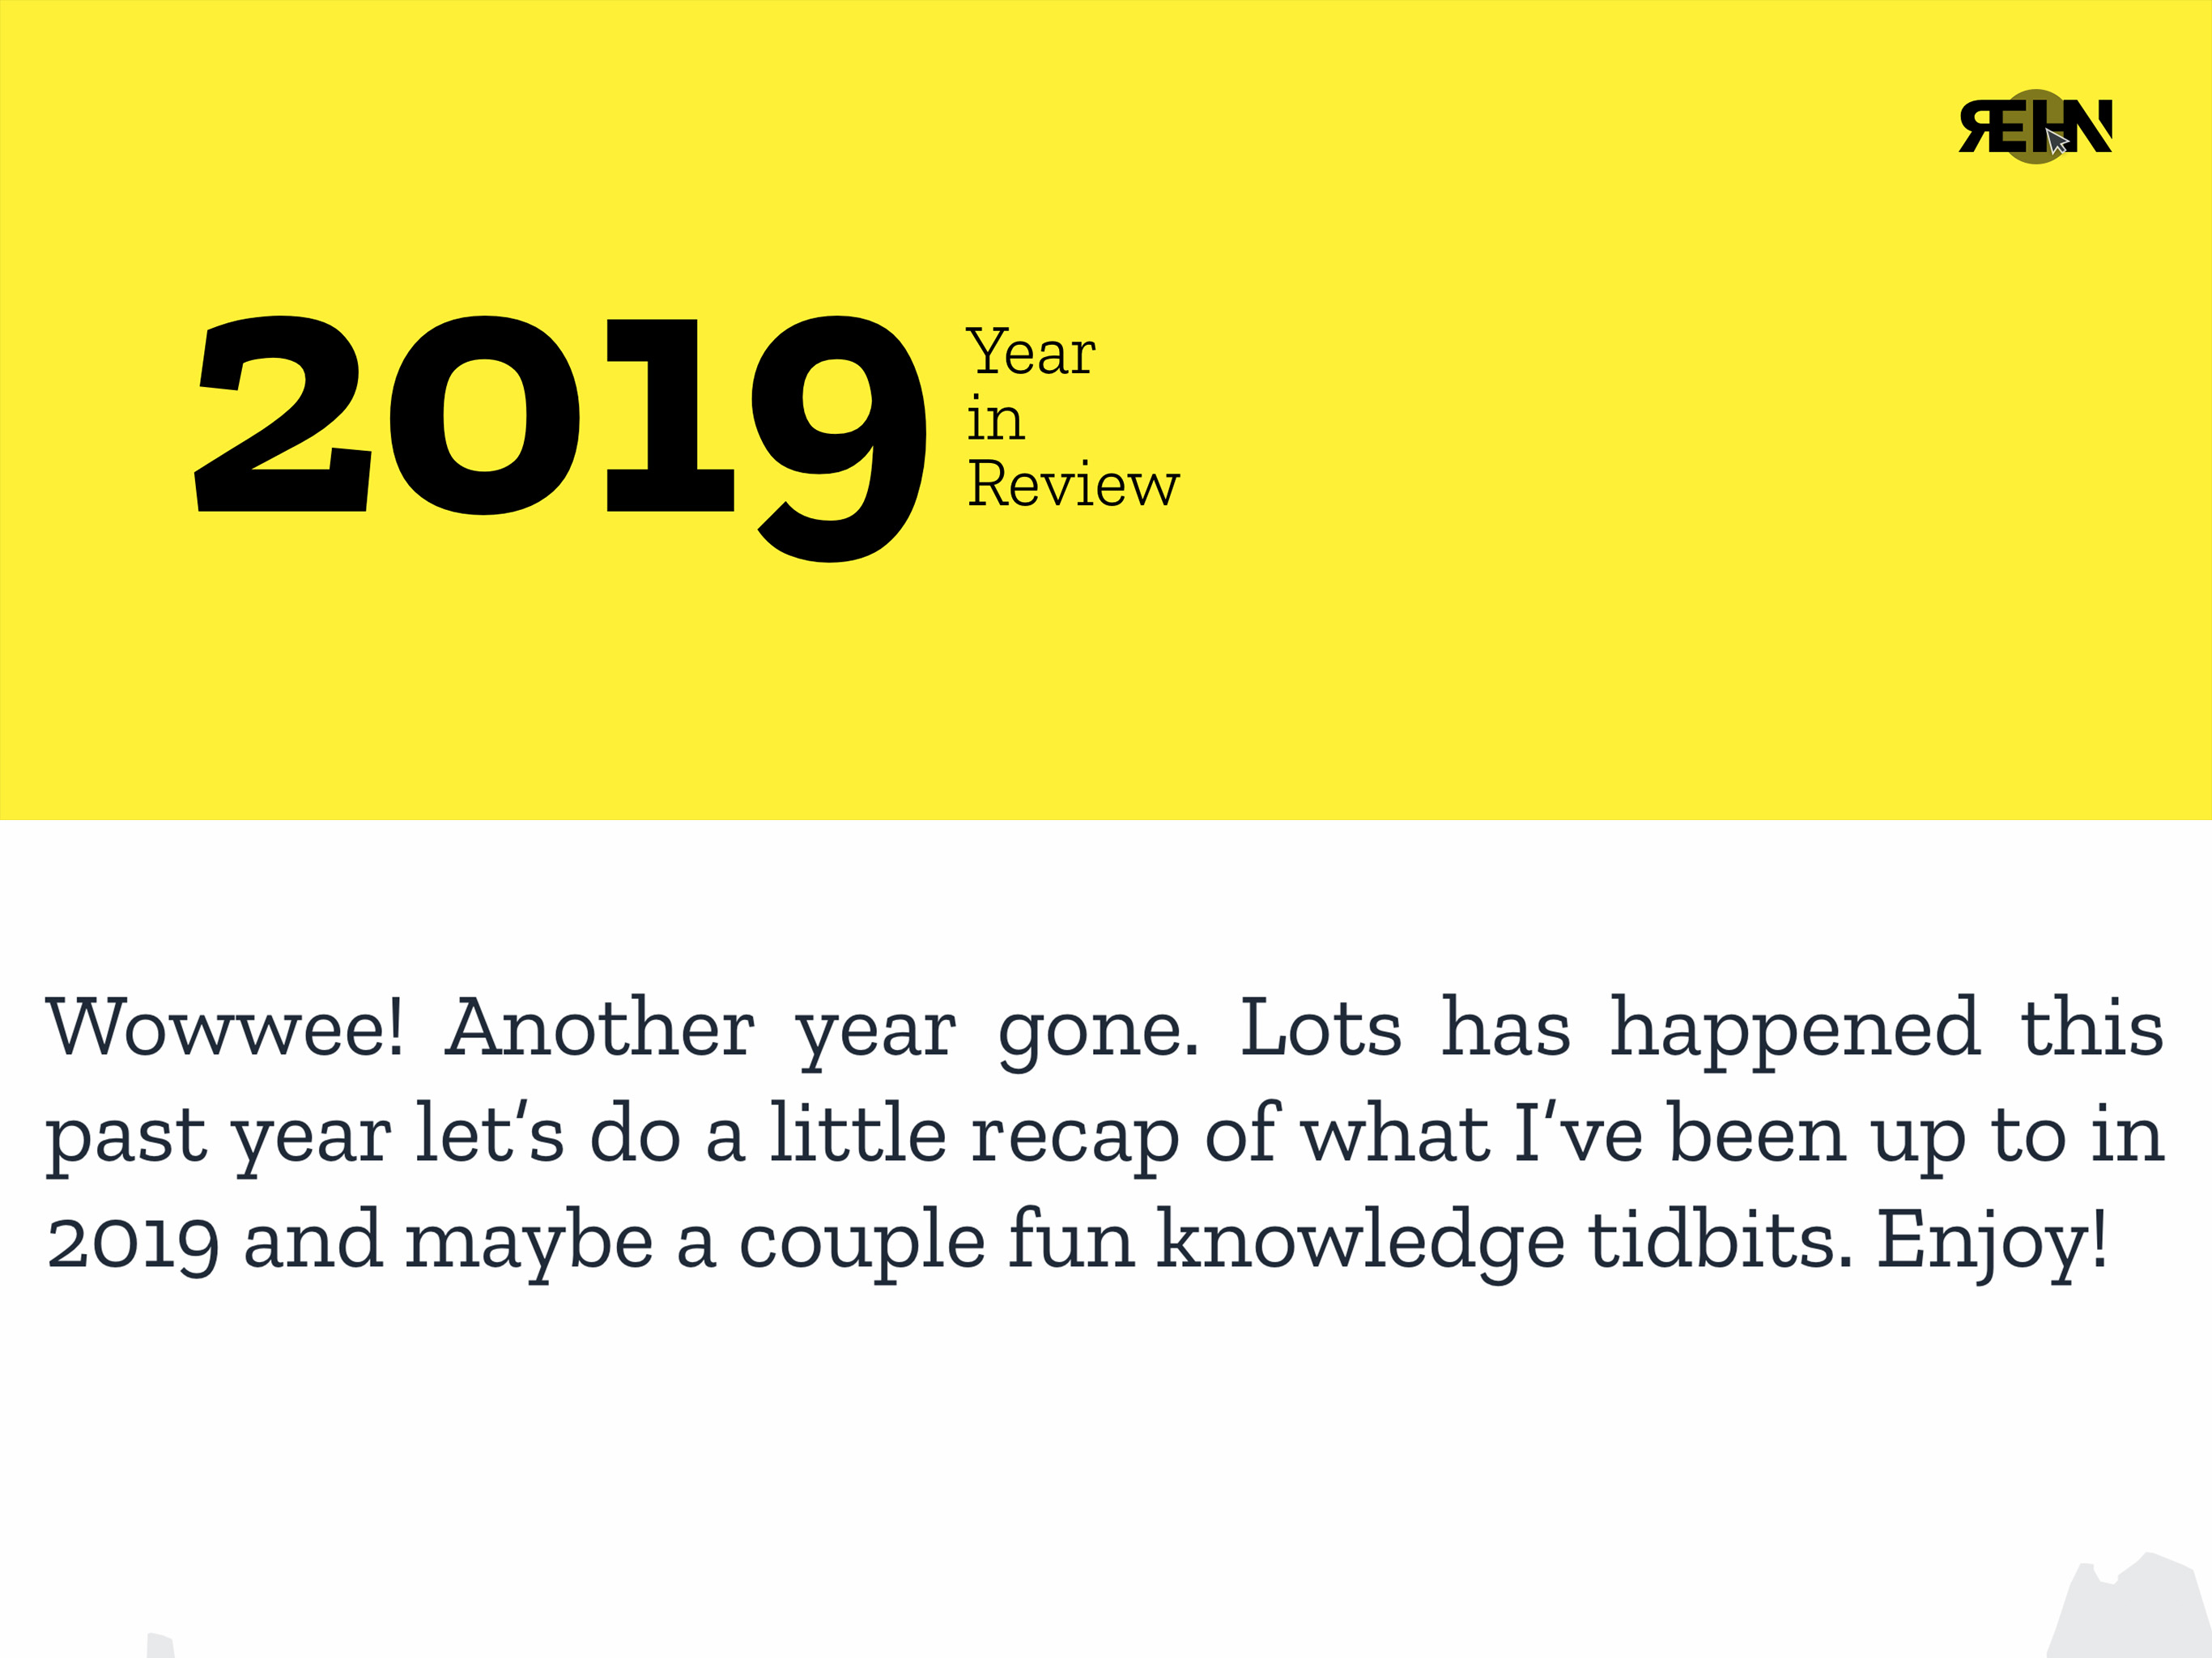 REHN
2019
Year
in
Review
Wowwee! Another year gone. Lots has happened this
past year let's do a little recap of what I've been up to in
2019 and maybe a couple fun knowledge tidbits. Enjoy!